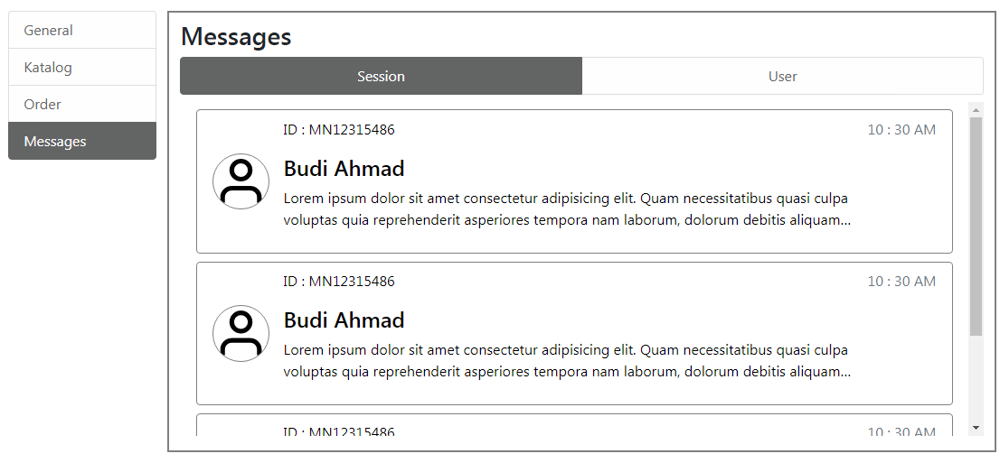 General
Katalog
Order
Messages
Messages
Session
User
ID : MN12315486
10 : 30 AM
Budi Ahmad
Lorem ipsum dolor sit amet consectetur adipisicing elit. Quam necessitatibus quasi culpa
voluptas quia reprehenderit asperiores tempora nam laborum, dolorum debitis aliquam...
ID : MN12315486
10 : 30 AM
Budi Ahmad
Lorem ipsum dolor sit amet consectetur adipisicing elit. Quam necessitatibus quasi culpa
voluptas quia reprehenderit asperiores tempora nam laborum, dolorum debitis aliquam...
ID : MN12315486
10 : 30 AM